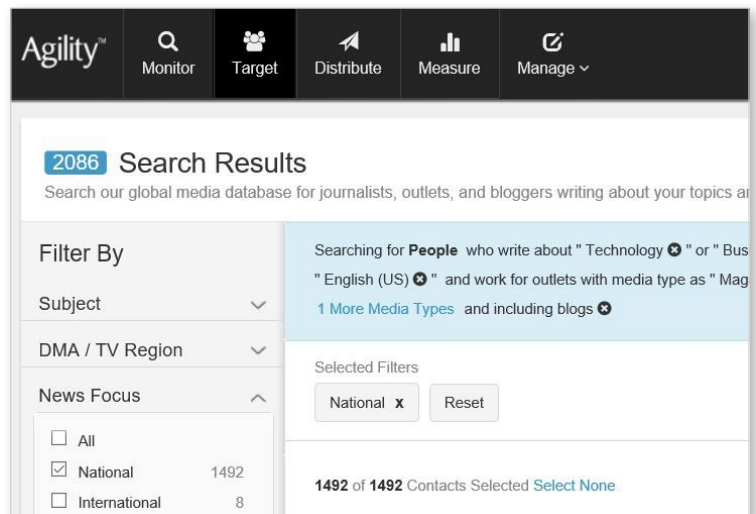 Agility™
Monitor
Target
Distribute
Measure
Manage
2086 Search Results
Search our global media database for journalists, outlets, and bloggers writing about your topics
Filter By
Subject
DMA / TV Region
News Focus
All
National 1492
International 8
Searching for People who write about " Technology " or "
" English (US) " and work for outlets with media type as "
1 More Media Types and including blogs
Selected Filters
National x Reset
1492 of 1492 Contacts Selected Select None